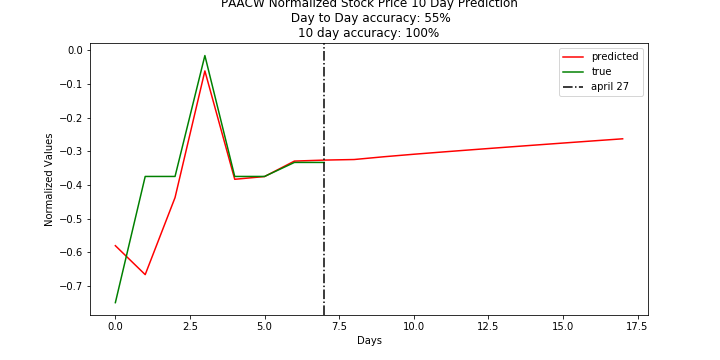 PAACW Normalized Stock Price 10 Day Prediction
Day to Day accuracy: 55%
10 day accuracy: 100%
0.0
−0.1
−0.2
−0.3
−0.4
−0.5
−0.6
−0.7
Normalized Values
predicted
true
april 27
0.0 2.5 5.0 7.5 10.0 12.5 15.0 17.5
Days